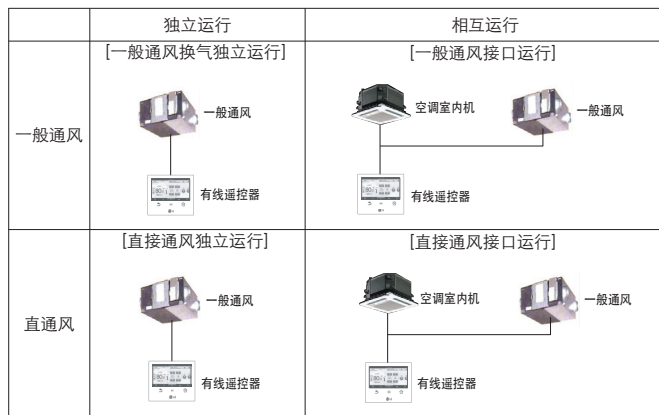 独立运行
相互运行
一般通风
[一般通风换气独立运行]
一般通风
有线遥控器
[一般通风接口运行]
空调室内机
一般通风
有线遥控器
直通风
[直接通风独立运行]
一般通风
有线遥控器
[直接通风接口运行]
空调室内机
一般通风
有线遥控器